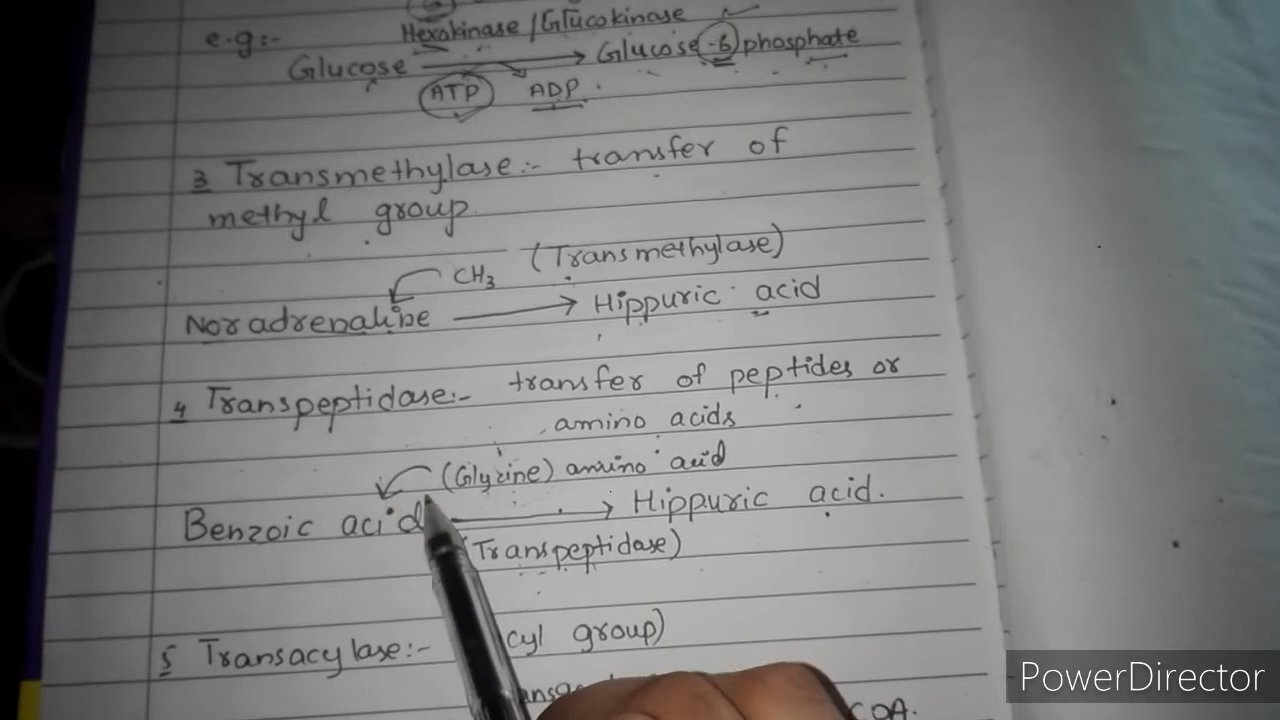 Hexokinase/Glucokinase
e.g:-
Glucose → Glucose-6 phosphate
ATP ADP.
3 Transmethylase:- transfer of
methyl group.
CH3 (Transmethylase)
Noradrenaline → Hippuric acid
4 Transpeptidase:- transfer of peptides or
amino acids
(Glycine) amino acid
Benzoic acid → Hippuric acid.
(Transpeptidase)
5 Transacylase:- cyl group)
COA.
PowerDirector